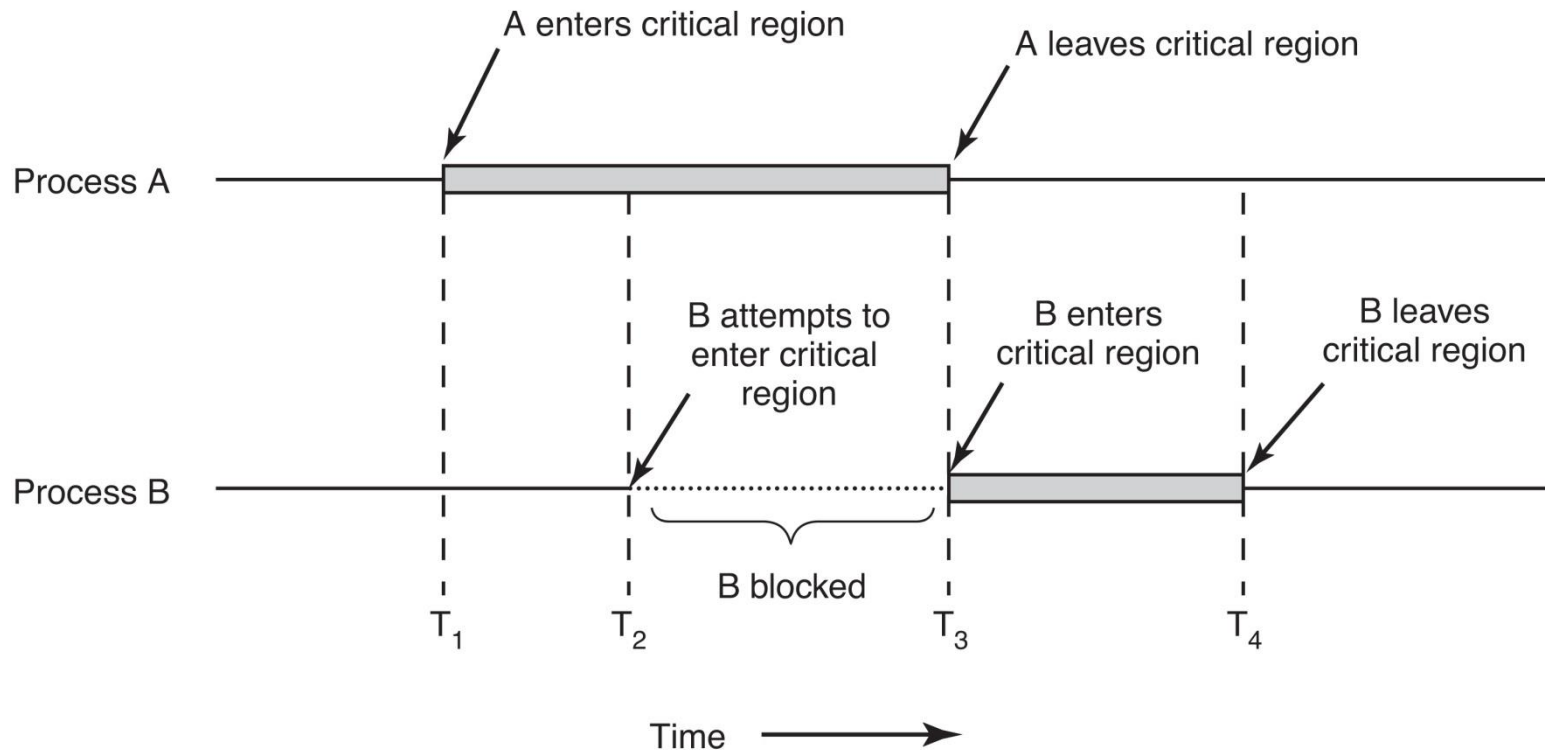 A enters critical region
A leaves critical region
Process A
B attempts to
enter critical
region
B enters
critical region
B leaves
critical region
Process B
B blocked
T₁
T₂
T₃
T₄
Time